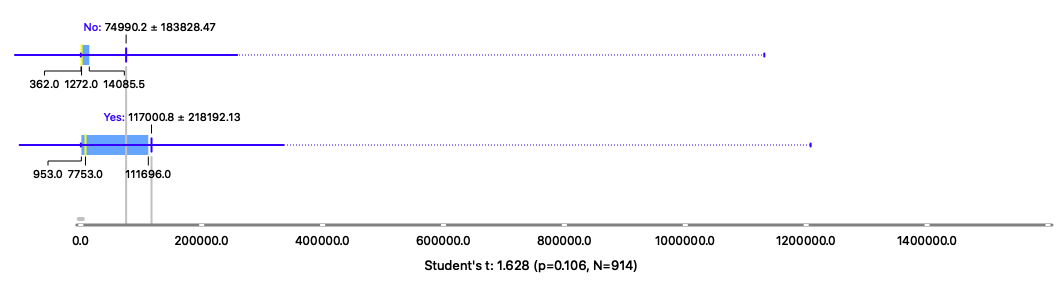 No: 74990.2 ± 183828.47
362.0 1272.0 14085.5
Yes: 117000.8 ± 218192.13
953.0 7753.0 111696.0
0.0 200000.0 400000.0 600000.0 800000.0 1000000.0 1200000.0 1400000.0
Student's t: 1.628 (p=0.106, N=914)